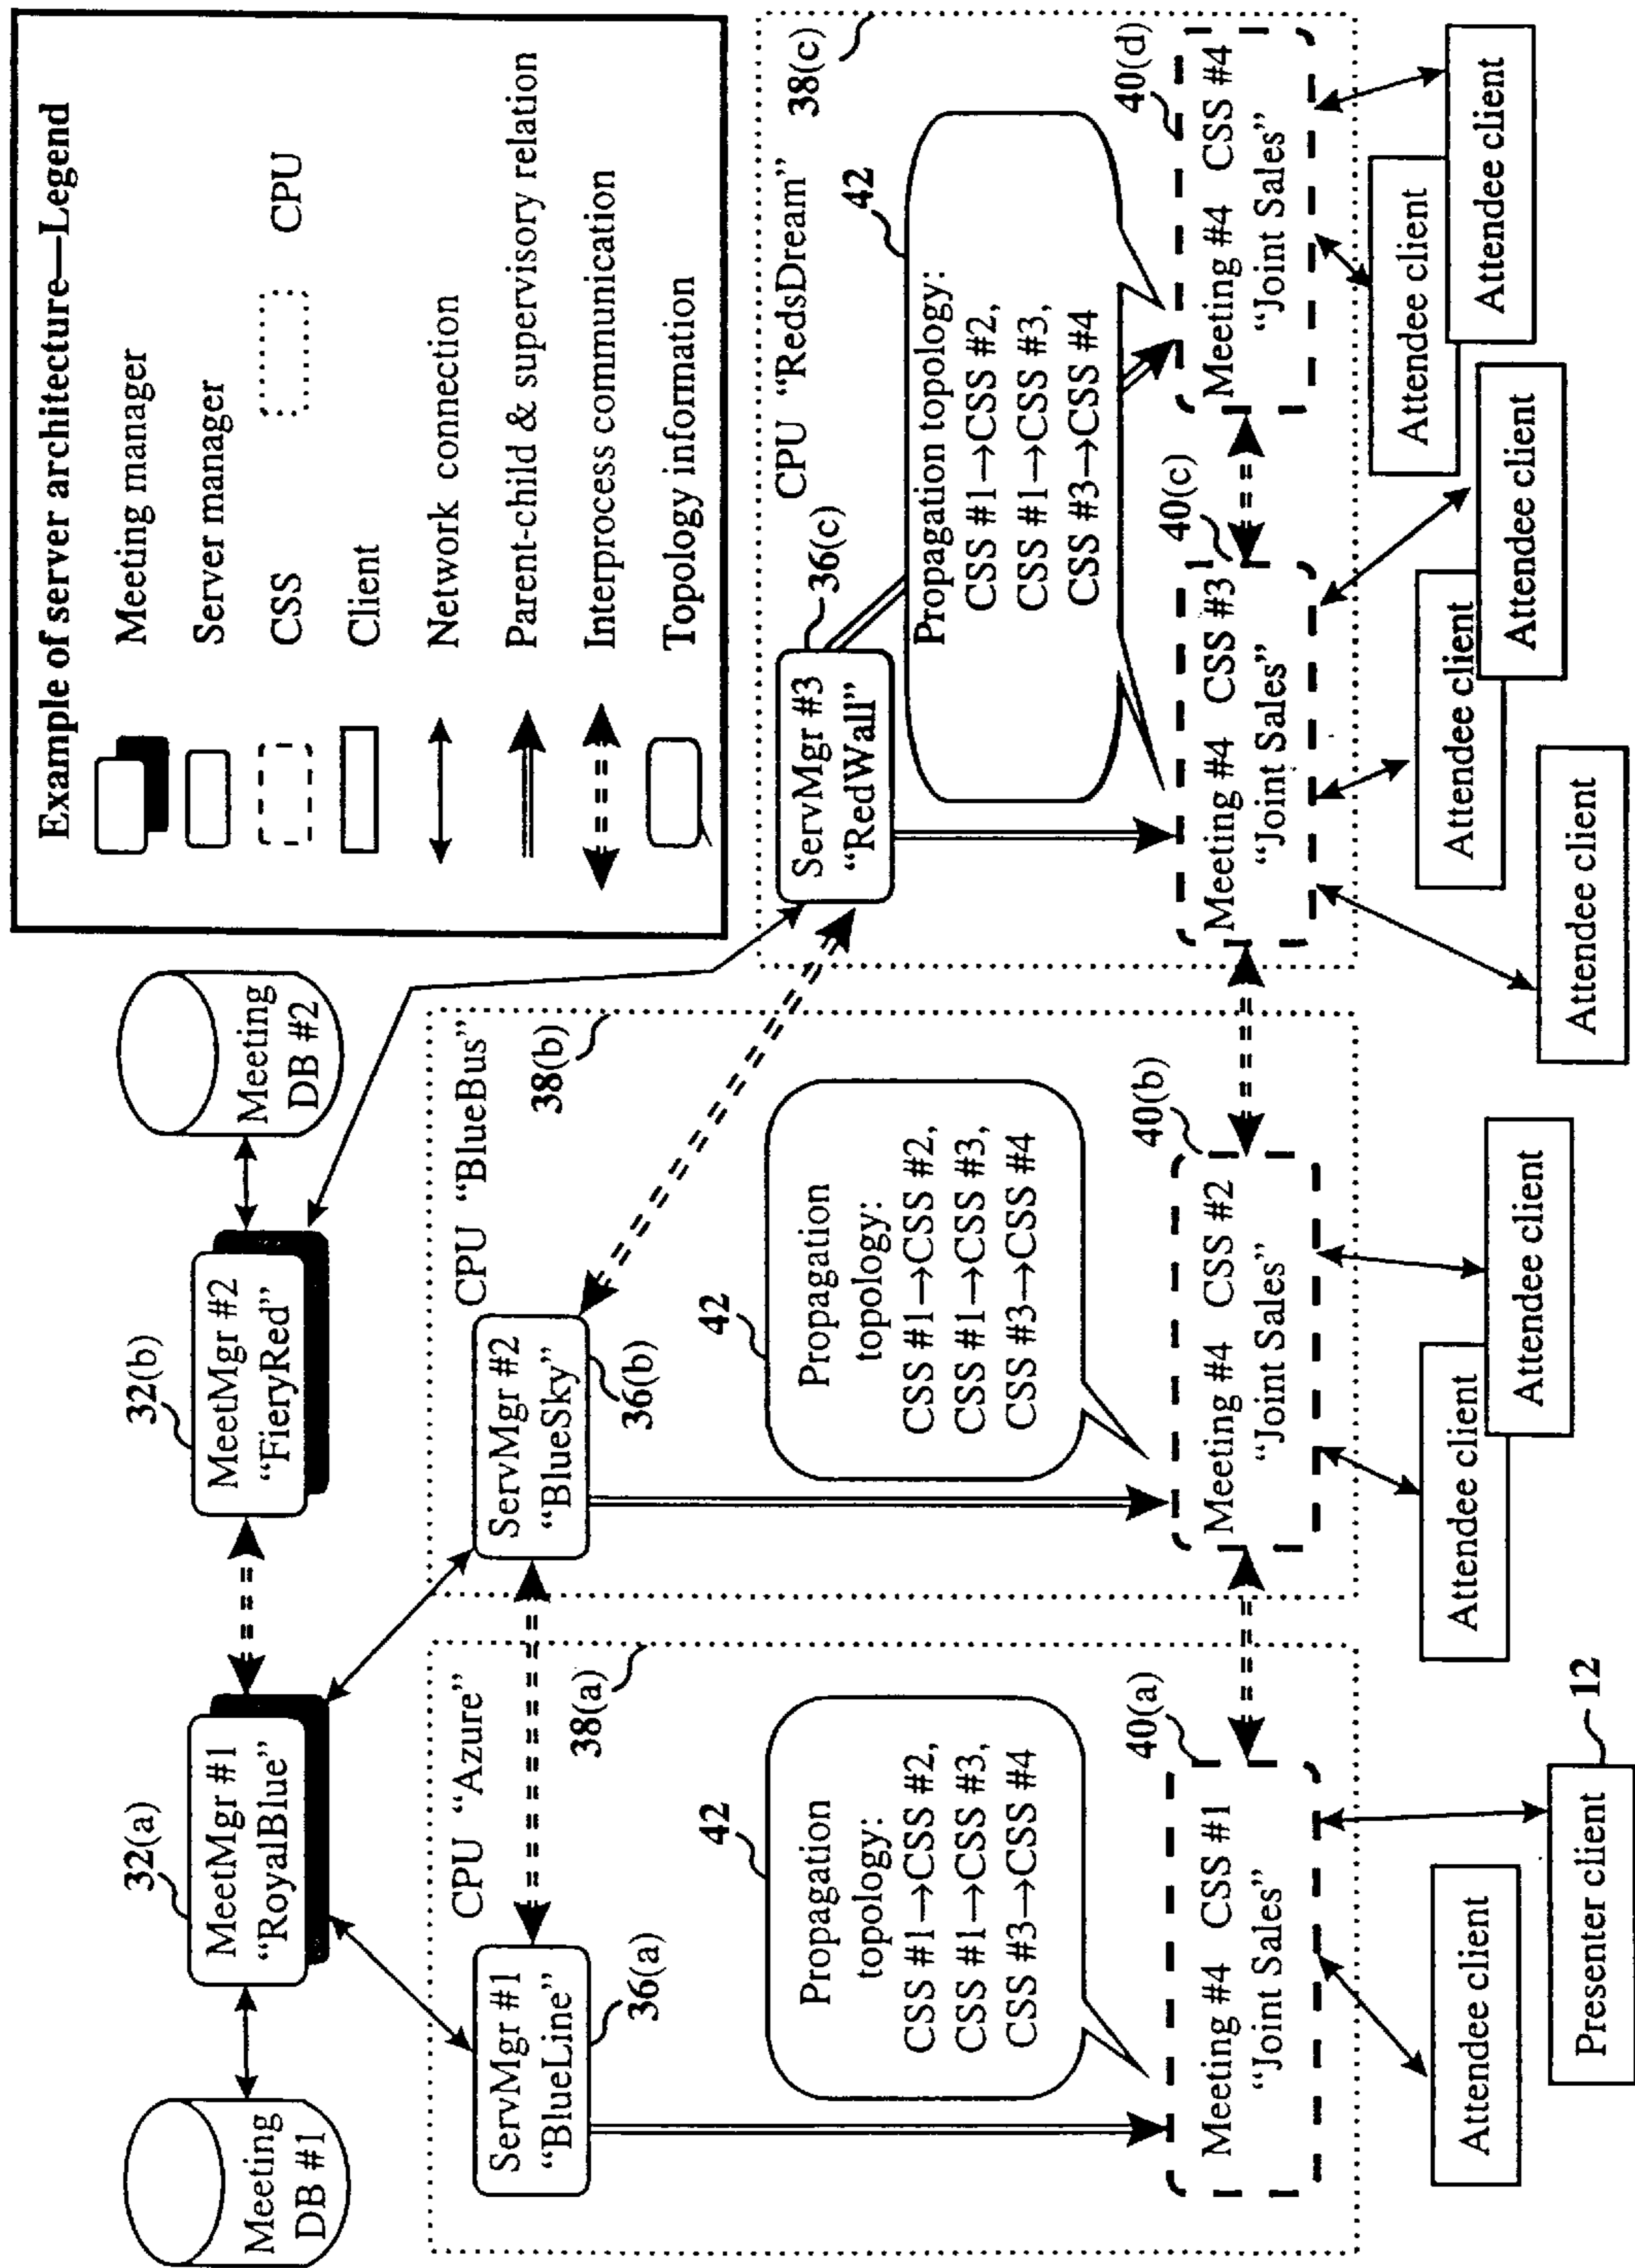 Example of server architecture—Legend
Meeting manager
Server manager
CSS
CPU
Client
Network connection
Parent-child & supervisory relation
Interprocess communication
Topology information
Meeting
DB #1
32(a)
MeetMgr #1
“RoyalBlue”
32(b)
MeetMgr #2
“FieryRed”
Meeting
DB #2
CPU “Azure”
ServMgr #1
“BlueLine”
36(a)
38(a)
42
Propagation
topology:
CSS #1→CSS #2,
CSS #1→CSS #3,
CSS #3→CSS #4
40(a)
Meeting #4 CSS #1
“Joint Sales”
Attendee client
Presenter client
12
CPU “BlueBus”
ServMgr #2
“BlueSky”
36(b)
38(b)
42
Propagation
topology:
CSS #1→CSS #2,
CSS #1→CSS #3,
CSS #3→CSS #4
40(b)
Meeting #4 CSS #2
“Joint Sales”
Attendee client
Attendee client
CPU “RedsDream”
38(c)
ServMgr #3
“RedWall”
36(c)
42
Propagation topology:
CSS #1→CSS #2,
CSS #1→CSS #3,
CSS #3→CSS #4
40(c)
Meeting #4 CSS #3
“Joint Sales”
40(d)
Meeting #4 CSS #4
“Joint Sales”
Attendee client
Attendee client
Attendee client
Attendee client
Attendee client